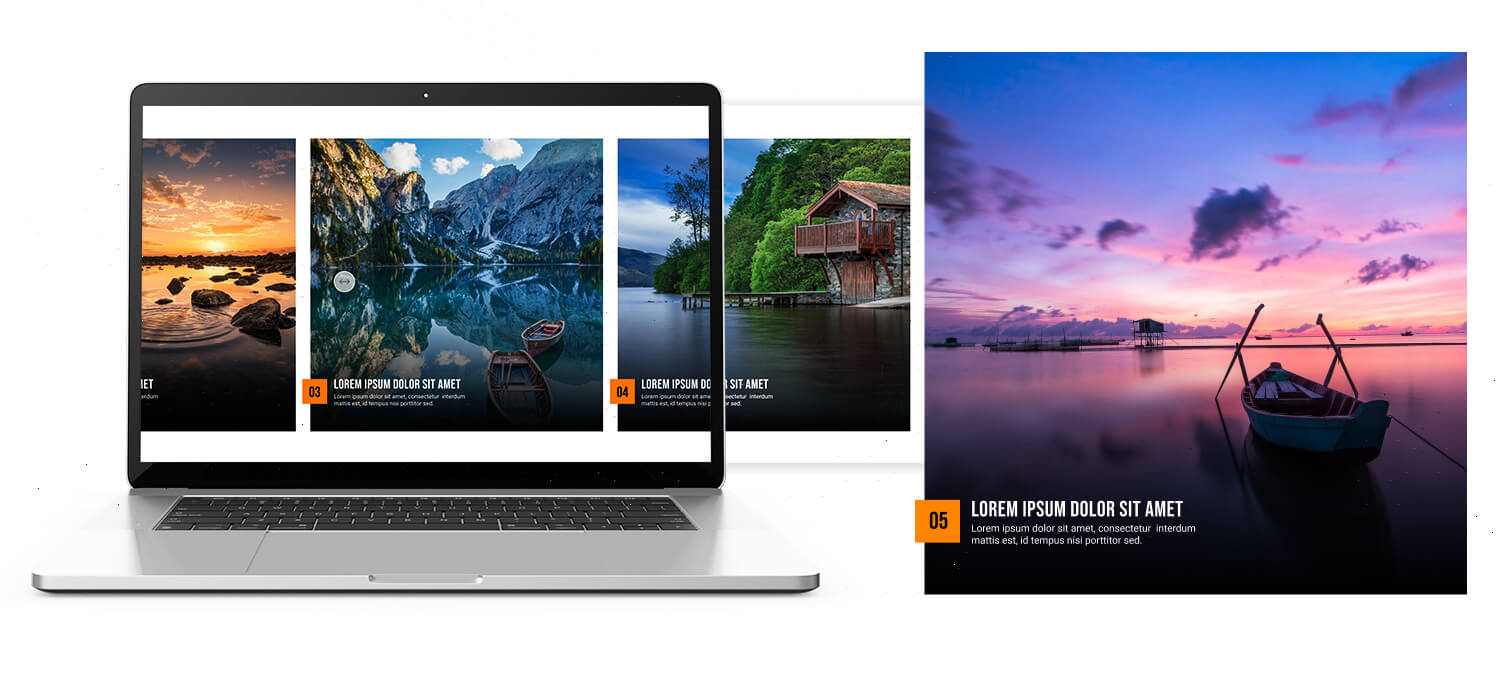 IET
erdum
03
LOREM IPSUM DOLOR SIT AMET
Lorem ipsum dolor sit amet, consectetur interdum
mattis est, id tempus nisi porttitor sed.
04
LOREM IPSUM DOLOR SIT AMET
Lorem ipsum dolor sit amet, consectetur interdum
mattis est, id tempus nisi porttitor sed.
05
LOREM IPSUM DOLOR SIT AMET
Lorem ipsum dolor sit amet, consectetur interdum
mattis est, id tempus nisi porttitor sed.